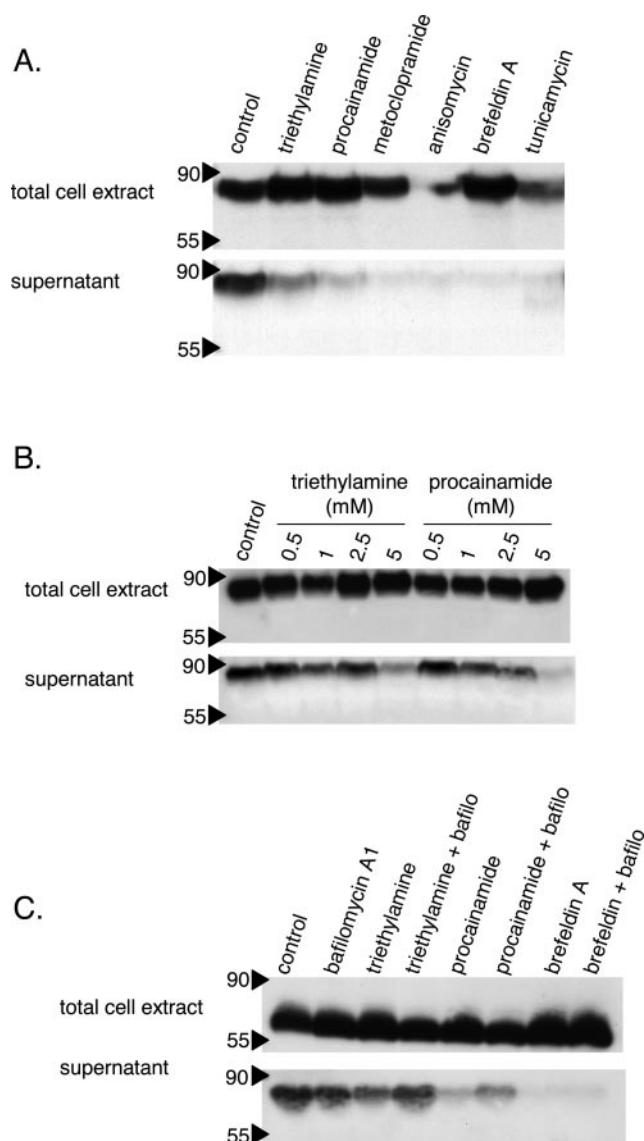 A.
control
triethylamine
procainamide
metoclopramide
anisomycin
brefeldin A
tunicamycin
total cell extract
90
55
supernatant
90
55
B.
control
triethylamine
(mM)
procainamide
(mM)
0.5
1
2.5
5
0.5
1
2.5
5
total cell extract
90
55
supernatant
90
55
C.
control
bafilomycin A1
triethylamine
triethylamine + bafilo
procainamide
procainamide + bafilo
brefeldin A
brefeldin + bafilo
total cell extract
90
55
supernatant
90
55